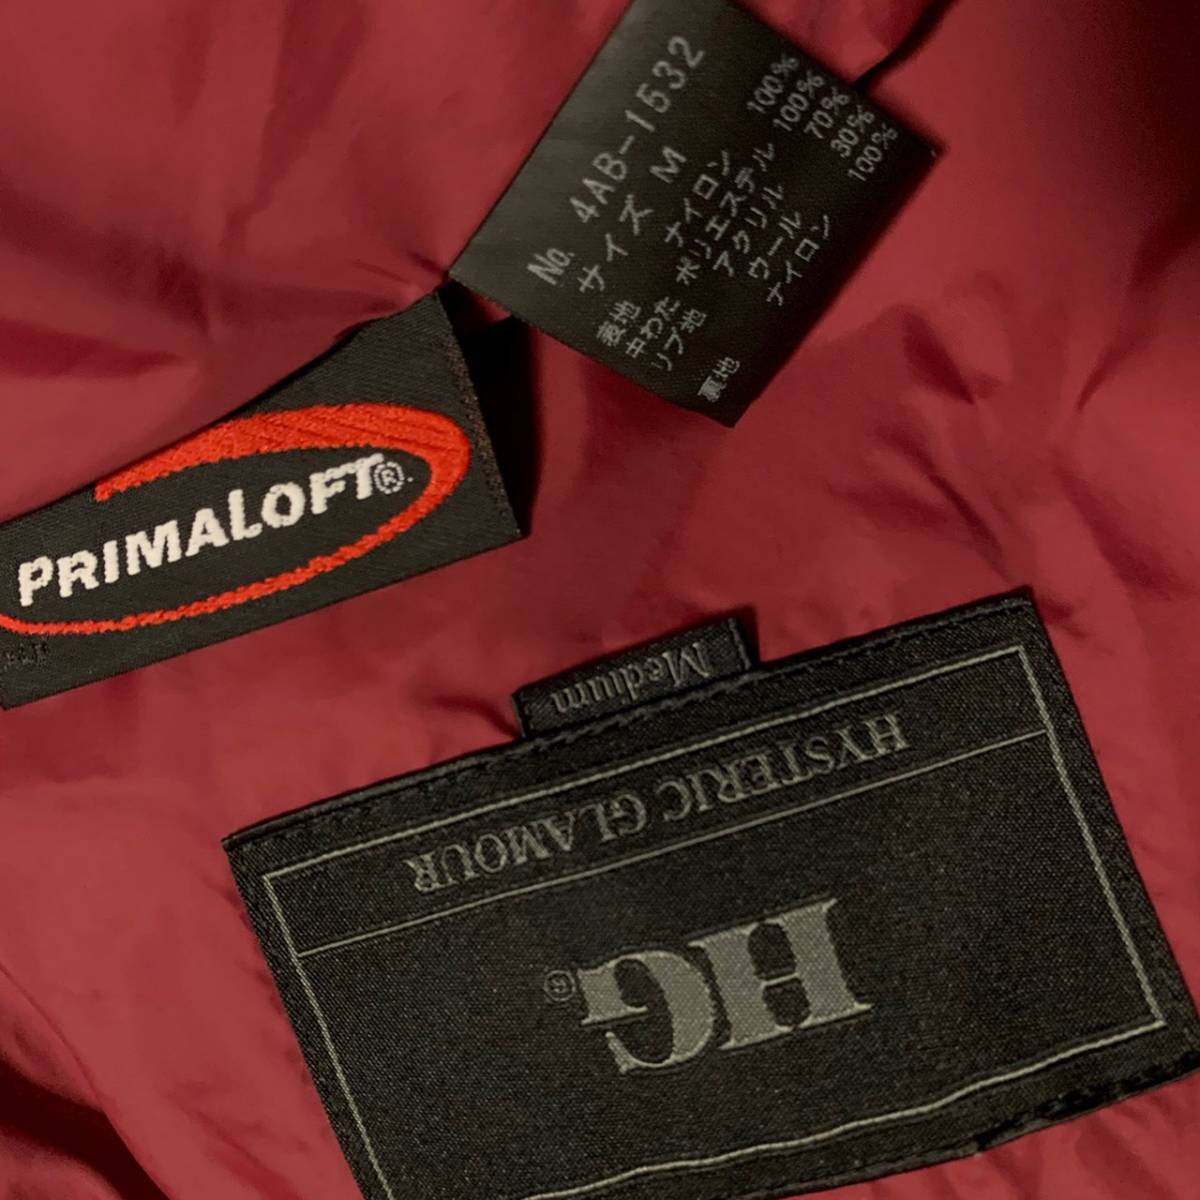 No. 4AB-1532
サイズ M
表地 ナイロン 100%
中わた ポリエステル 100%
リブ地 アクリル 70%
ウール 30%
裏地 ナイロン 100%
PRIMALOFT®
Medium
HYSTERIC GLAMOUR
HG®